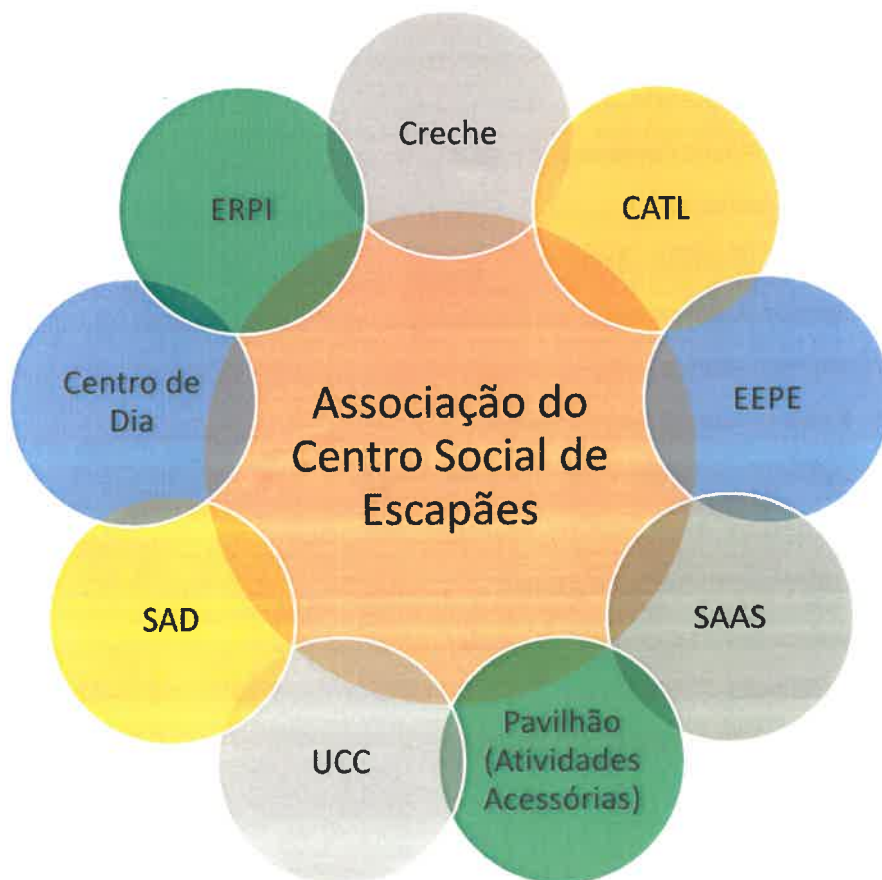 Creche
CATL
EEPE
SAAS
Pavilhão
(Atividades
Acessórias)
UCC
SAD
Centro de
Dia
ERPI
Associação do
Centro Social de
Escapães